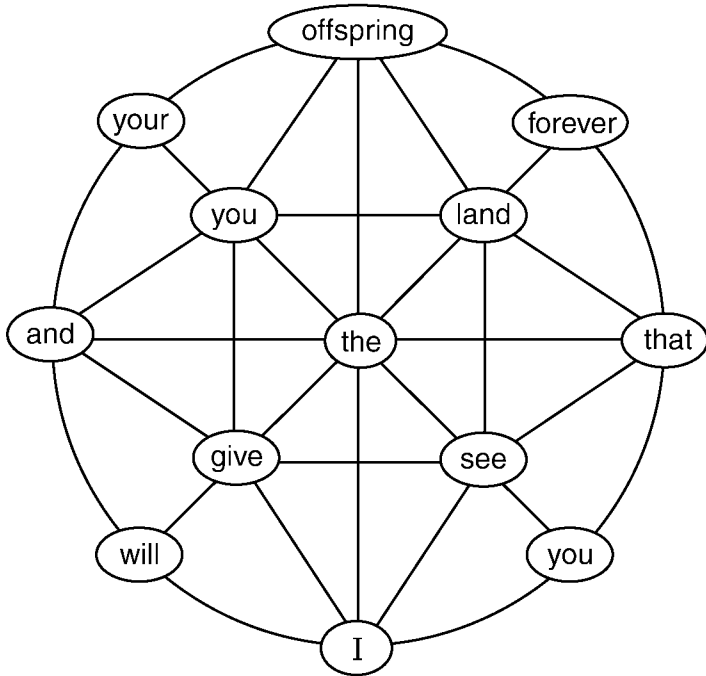 offspring
your
forever
you
land
and
the
that
give
see
will
you
I